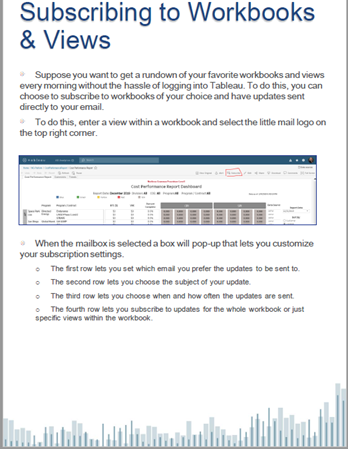 Subscribing to Workbooks
& Views
Suppose you want to get a rundown of your favorite workbooks and views
every morning without the hassle of logging into Tableau. To do this, you can
choose to subscribe to workbooks of your choice and have updates sent
directly to your email.
To do this, enter a view within a workbook and select the little mail logo on
the top right corner.
Cost Performance Report Dashboard
When the mailbox is selected a box will pop-up that lets you customize
your subscription settings.
o The first row lets you set which email you prefer the updates to be sent to.
o The second row lets you choose the subject of your update.
o The third row lets you choose when and how often the updates are sent.
o The fourth row lets you subscribe to updates for the whole workbook or just
specific views within the workbook.